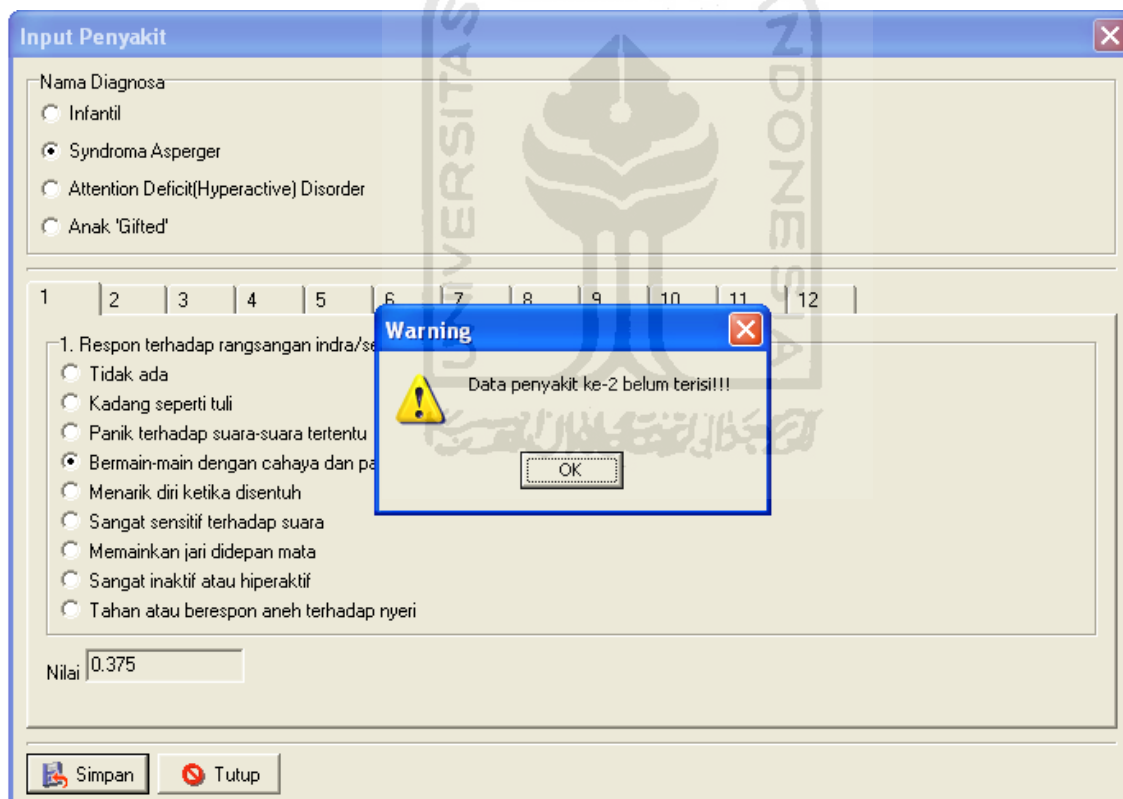 Input Penyakit
Nama Diagnosa
Infantil
Syndroma Asperger
Attention Deficit(Hyperactive) Disorder
Anak 'Gifted'
1 2 3 4 5 6 7 8 9 10 11 12
1. Respon terhadap rangsangan indra/se
Tidak ada
Kadang seperti tuli
Panik terhadap suara-suara tertentu
Bermain-main dengan cahaya dan pa
Menarik diri ketika disentuh
Sangat sensitif terhadap suara
Memainkan jari didepan mata
Sangat inaktif atau hiperaktif
Tahan atau berespon aneh terhadap nyeri
Nilai 0.375
Warning
Data penyakit ke-2 belum terisi!!!
OK
Simpan Tutup
UNIVERSITAS
INDONESIA